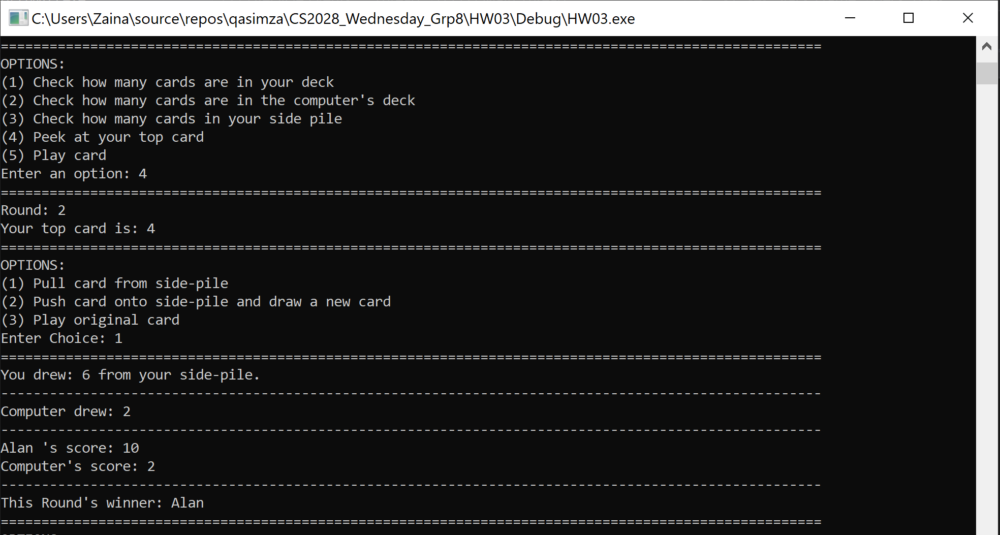 C:\Users\Zaina\source\repos\qasimza\CS2028_Wednesday_Grp8\HW03\Debug\HW03.exe
=====================================================================================================
OPTIONS:
(1) Check how many cards are in your deck
(2) Check how many cards are in the computer's deck
(3) Check how many cards in your side pile
(4) Peek at your top card
(5) Play card
Enter an option: 4
=====================================================================================================
Round: 2
Your top card is: 4
=====================================================================================================
OPTIONS:
(1) Pull card from side-pile
(2) Push card onto side-pile and draw a new card
(3) Play original card
Enter Choice: 1
=====================================================================================================
You drew: 6 from your side-pile.
-----------------------------------------------------------------------------------------------------
Computer drew: 2
-----------------------------------------------------------------------------------------------------
Alan 's score: 10
Computer's score: 2
-----------------------------------------------------------------------------------------------------
This Round's winner: Alan
=====================================================================================================